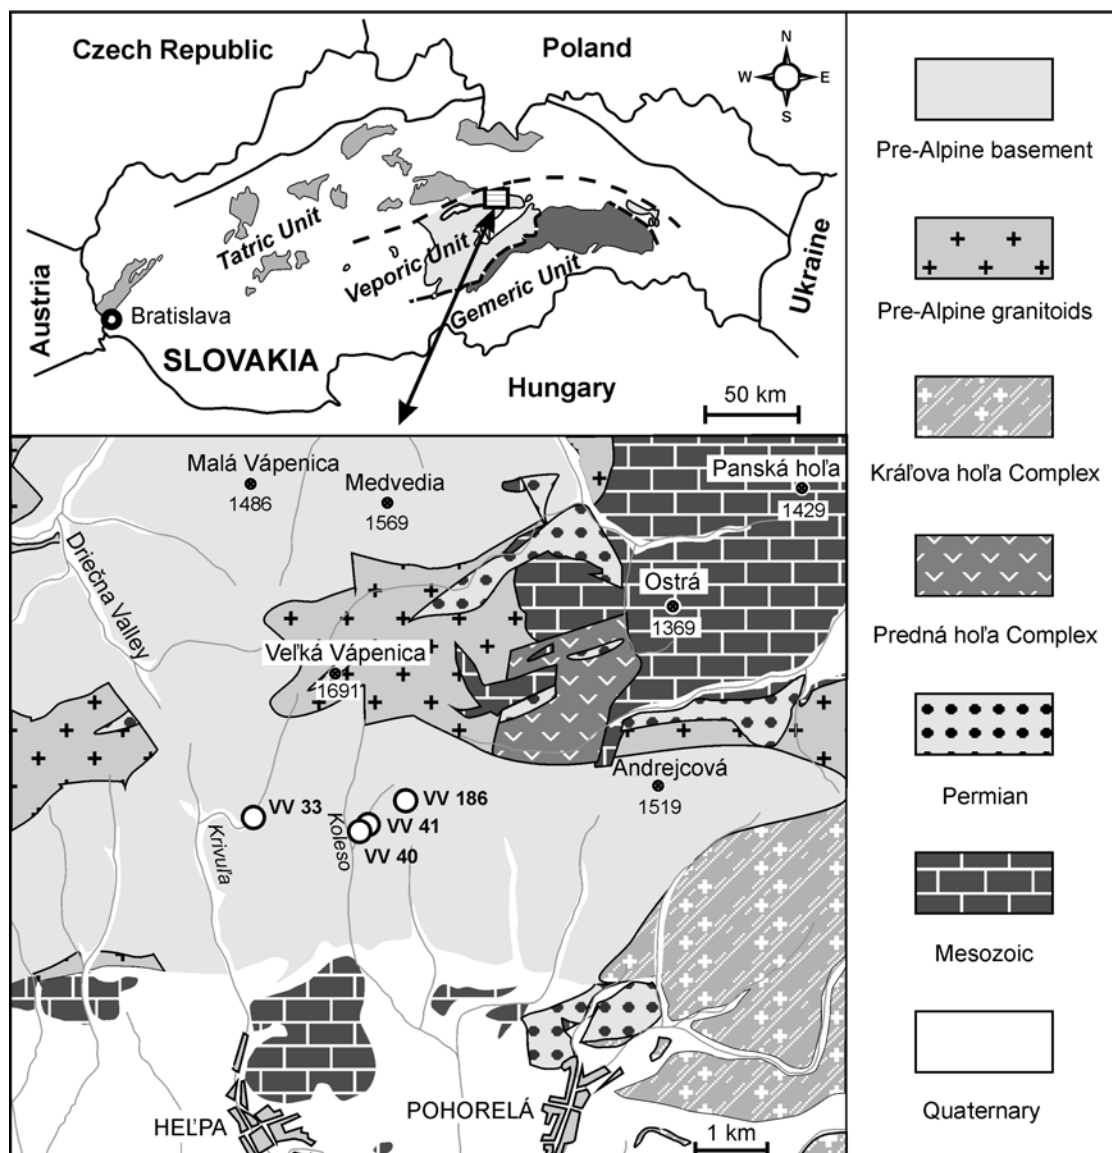 Czech Republic
Poland
N
W E
S
Tatric Unit
Veporic Unit
Gemeric Unit
Austria
Ukraine
Bratislava
SLOVAKIA
Hungary
50 km
Malá Vápenica
1486
Medvedia
1569
Panská hoľa
1429
Driečna Valley
Ostrá
1369
Veľká Vápenica
1691
Andrejcová
1519
VV 33
VV 186
VV 41
VV 40
Krivuľa
Koleso
HEĽPA
POHORELÁ
1 km
Pre-Alpine basement
Pre-Alpine granitoids
Kráľova hoľa Complex
Predná hoľa Complex
Permian
Mesozoic
Quaternary